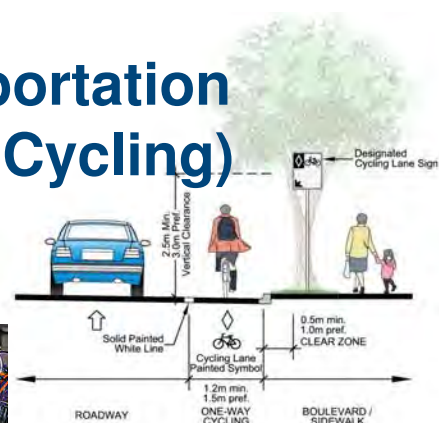 portation
Cycling)
Designated
Cycling Lane Sign
2.5m Min.
3.0m Pref.
Vertical Clearance
Solid Painted
White Line
Cycling Lane
Painted Symbol
0.5m min.
1.0m pref.
CLEAR ZONE
1.2m min.
1.5m pref.
ROADWAY
ONE-WAY
CYCLING
BOULEVARD /
SIDEWALK